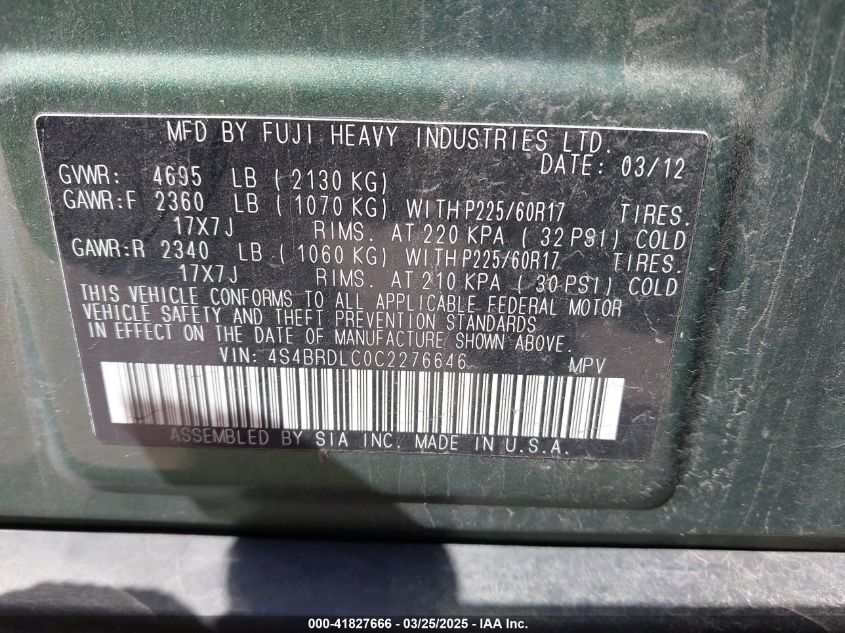 MFD BY FUJI HEAVY INDUSTRIES LTD.
DATE: 03/12
GVWR: 4695 LB ( 2130 KG)
GAWR:F 2360 LB ( 1070 KG) WITH P225/60R17 TIRES.
17X7J RIMS. AT 220 KPA ( 32 PSI) COLD
GAWR:R 2340 LB ( 1060 KG) WITH P225/60R17 TIRES.
17X7J RIMS. AT 210 KPA ( 30 PSI) COLD
THIS VEHICLE CONFORMS TO ALL APPLICABLE FEDERAL MOTOR
VEHICLE SAFETY AND THEFT PREVENTION STANDARDS
IN EFFECT ON THE DATE OF MANUFACTURE SHOWN ABOVE.
VIN: 4S4BRDLC0C2276646 MPV
ASSEMBLED BY SIA INC. MADE IN U.S.A.
000-41827666 - 03/25/2025 - IAA Inc.